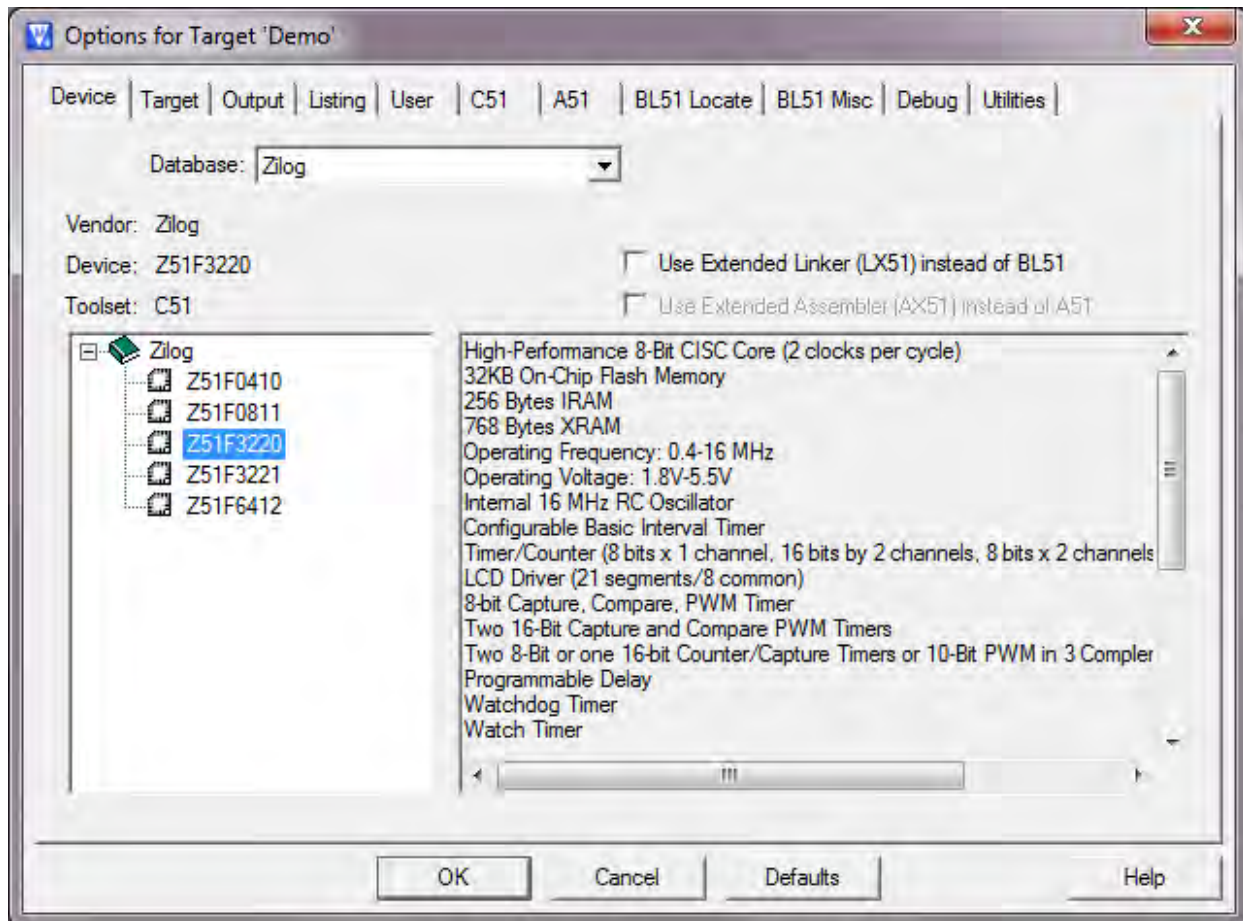 Options for Target 'Demo'
Device Target Output Listing User C51 A51 BL51 Locate BL51 Misc Debug Utilities
Database: Zilog
Vendor: Zilog
Device: Z51F3220
Use Extended Linker (LX51) instead of BL51
Toolset: C51
Use Extended Assembler (AX51) instead of A51
Zilog
Z51F0410
Z51F0811
Z51F3220
Z51F3221
Z51F6412
High-Performance 8-Bit CISC Core (2 clocks per cycle)
32KB On-Chip Flash Memory
256 Bytes IRAM
768 Bytes XRAM
Operating Frequency: 0.4-16 MHz
Operating Voltage: 1.8V-5.5V
Internal 16 MHz RC Oscillator
Configurable Basic Interval Timer
Timer/Counter (8 bits x 1 channel, 16 bits by 2 channels, 8 bits x 2 channels
LCD Driver (21 segments/8 common)
8-bit Capture, Compare, PWM Timer
Two 16-Bit Capture and Compare PWM Timers
Two 8-Bit or one 16-bit Counter/Capture Timers or 10-Bit PWM in 3 Compler
Programmable Delay
Watchdog Timer
Watch Timer
OK Cancel Defaults Help